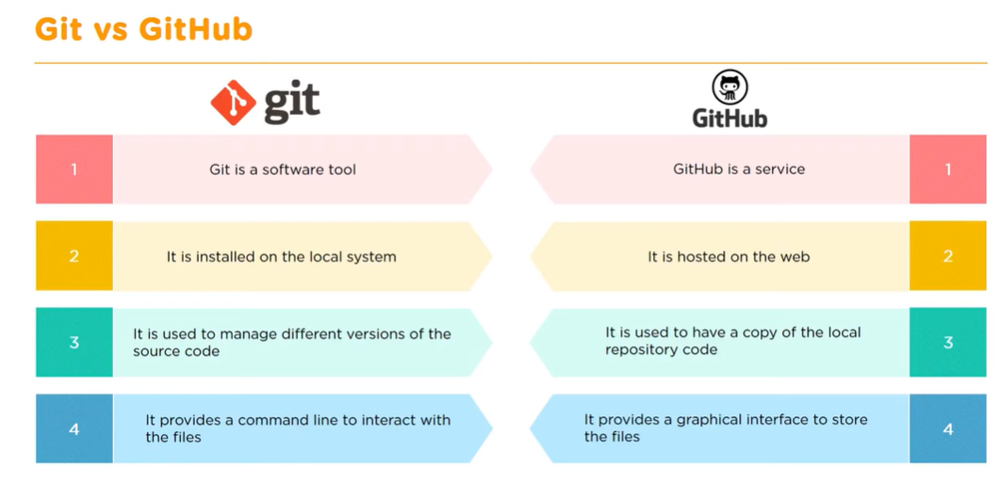 Git vs GitHub
git
GitHub
1
Git is a software tool
GitHub is a service
1
2
It is installed on the local system
It is hosted on the web
2
3
It is used to manage different versions of the
source code
It is used to have a copy of the local
repository code
3
4
It provides a command line to interact with
the files
It provides a graphical interface to store
the files
4